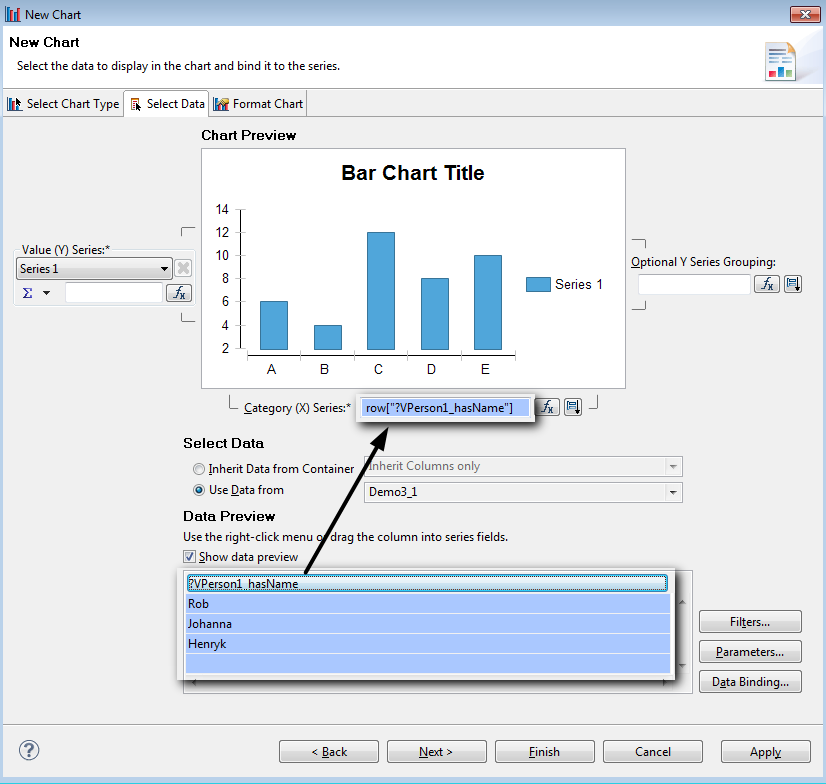 New Chart
New Chart
Select the data to display in the chart and bind it to the series.
Select Chart Type Select Data Format Chart
Chart Preview
Bar Chart Title
14
12
10
8
6
4
2
A B C D E
Series 1
Value (Y) Series:*
Series 1
Σ fx
Optional Y Series Grouping:
fx
Category (X) Series:* row["?VPerson1_hasName"] fx
Select Data
Inherit Data from Container Inherit Columns only
Use Data from Demo3_1
Data Preview
Use the right-click menu or drag the column into series fields.
Show data preview
?VPerson1_hasName
Rob
Johanna
Henryk
Filters...
Parameters...
Data Binding...
? < Back Next > Finish Cancel Apply